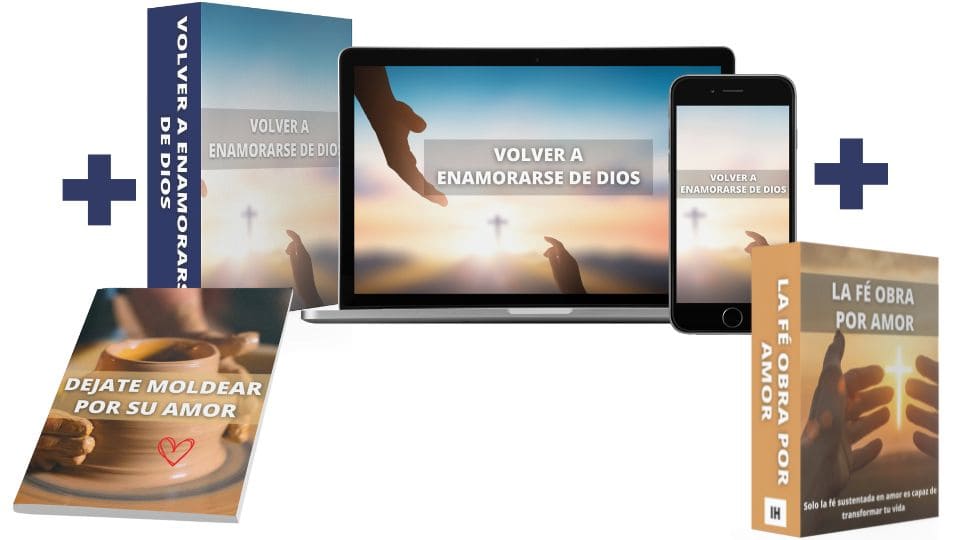 VOLVER A ENAMORARS
DE DIOS
VOLVER A
ENAMORARSE DE DIOS
VOLVER A
ENAMORARSE DE DIOS
VOLVER A
ENAMORARSE DE DIOS
DEJATE MOLDEAR
POR SU AMOR
LA FÉ OBRA POR
AMOR
IH
LA FÉ OBRA
POR AMOR
Solo la fé sustentada en amor es capaz de
transformar tu vida